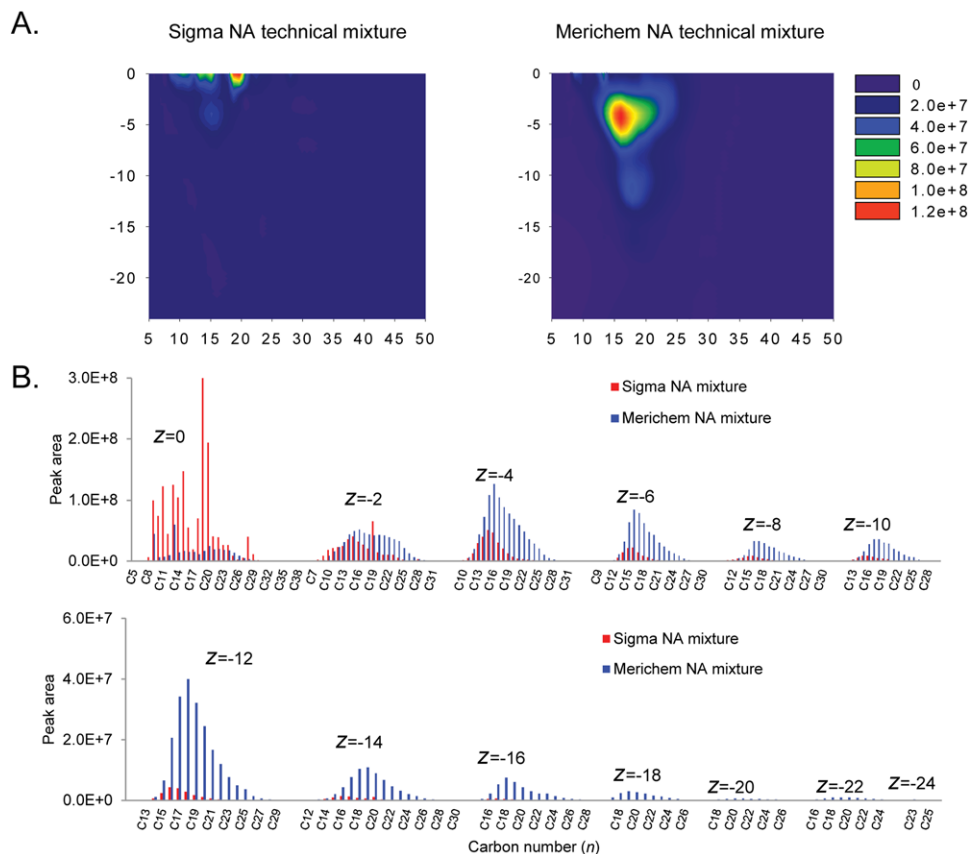 A.
Sigma NA technical mixture
Merichem NA technical mixture
0
-5
-10
-15
-20
5 10 15 20 25 30 35 40 45 50
0
-5
-10
-15
-20
5 10 15 20 25 30 35 40 45 50
0
2.0e+7
4.0e+7
6.0e+7
8.0e+7
1.0e+8
1.2e+8
B.
Peak area
3.0E+8
2.0E+8
1.0E+8
0.0E+0
Sigma NA mixture
Merichem NA mixture
Z=0
Z=-2
Z=-4
Z=-6
Z=-8
Z=-10
C5 C8 C11 C14 C17 C20 C23 C26 C29 C32 C35 C38 C7 C10 C13 C16 C19 C22 C25 C28 C31 C10 C13 C16 C19 C22 C25 C28 C31 C9 C12 C15 C18 C21 C24 C27 C30 C12 C15 C18 C21 C24 C27 C30 C13 C16 C19 C22 C25 C28
Peak area
6.0E+7
4.0E+7
2.0E+7
0.0E+0
Sigma NA mixture
Merichem NA mixture
Z=-12
Z=-14
Z=-16
Z=-18
Z=-20
Z=-22
Z=-24
C13 C15 C17 C19 C21 C23 C25 C27 C29 C12 C14 C16 C18 C20 C22 C24 C26 C28 C30 C16 C18 C20 C22 C24 C26 C28 C18 C20 C22 C24 C26 C18 C20 C22 C24 C26 C16 C18 C20 C22 C24 C23 C25
Carbon number (n)